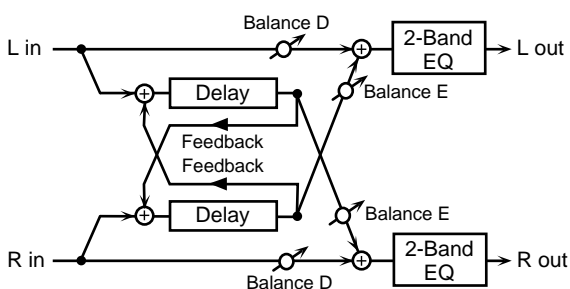 Balance D
L in
2-Band
EQ
L out
Delay
Balance E
Feedback
Feedback
Delay
Balance E
R in
2-Band
EQ
R out
Balance D